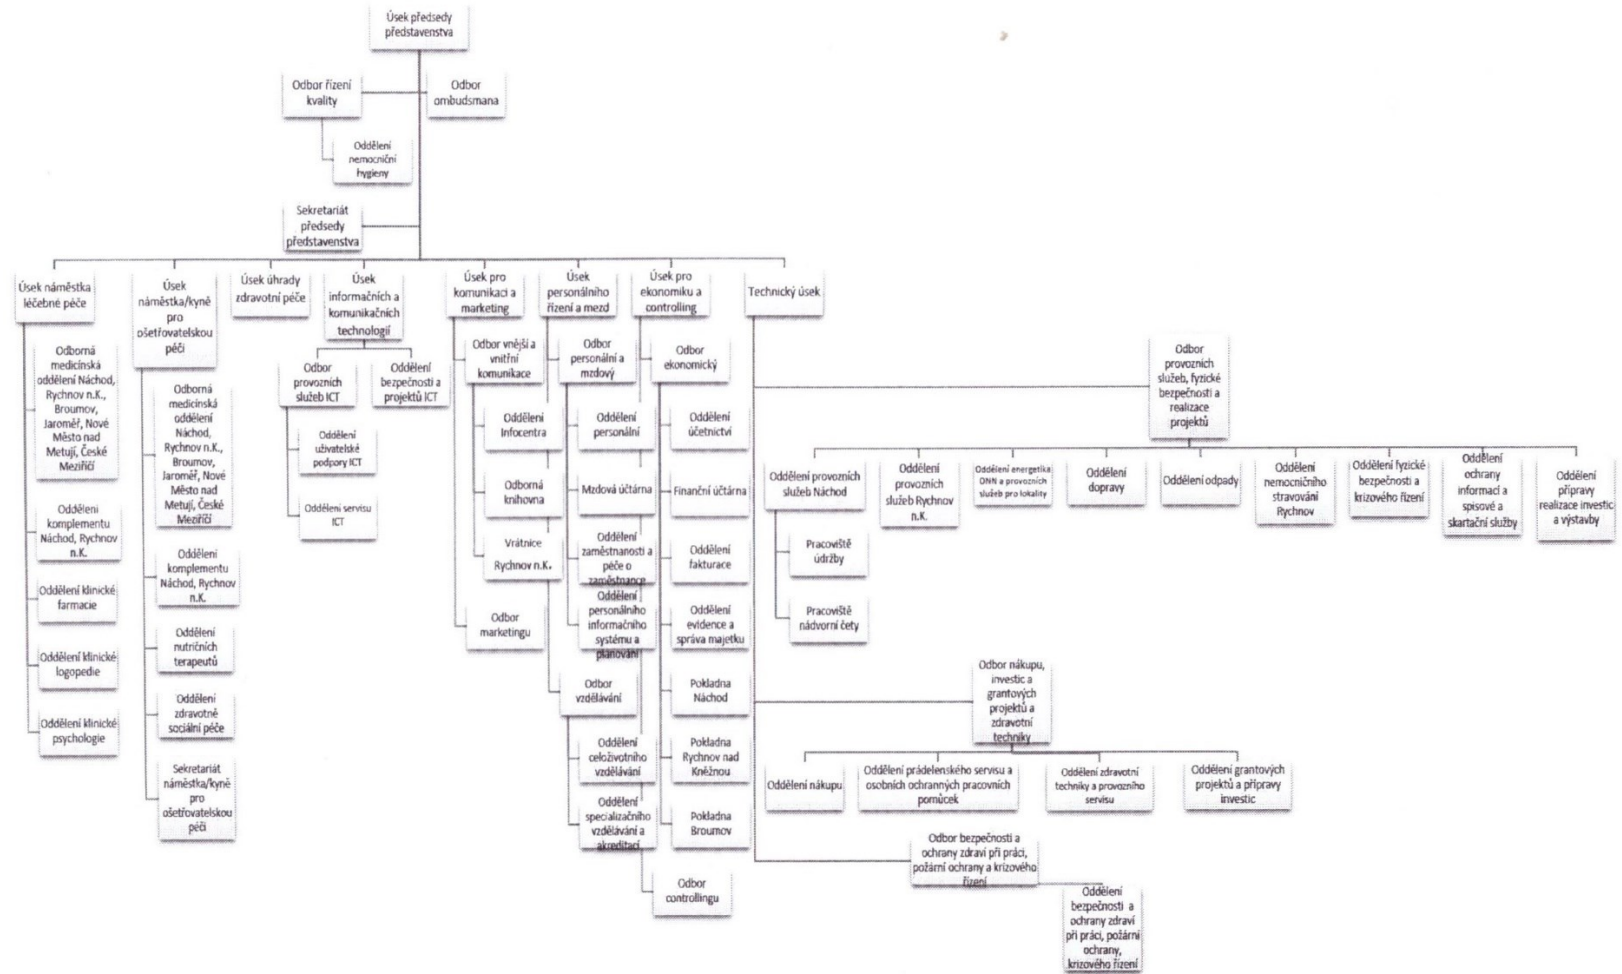 Úsek předsedy
představenstva
Odbor řízení
kvality
Odbor
ombudsmana
Oddělení
nemocniční
hygieny
Sekretariát
předsedy
představenstva
Úsek náměstka
léčebné péče
Odborná
medicínská
oddělení Náchod,
Rychnov n.K.,
Broumov,
Jaroměř, Nové
Město nad
Metují, České
Meziříčí
Oddělení
komplementu
Náchod, Rychnov
n.K.
Oddělení klinické
farmacie
Oddělení klinické
logopedie
Oddělení klinické
psychologie
Úsek
náměstka/kyně
pro
ošetřovatelskou
péči
Odborná
medicínská
oddělení
Náchod,
Rychnov n.K.,
Broumov,
Jaroměř, Nové
Město nad
Metují, České
Meziříčí
Oddělení
komplementu
Náchod, Rychnov
n.K.
Oddělení
nutričních
terapeutů
Oddělení
zdravotně
sociální péče
Sekretariát
náměstka/kyně
pro
ošetřovatelskou
péči
Úsek úhrady
zdravotní péče
Úsek
informačních a
komunikačních
technologií
Odbor
provozních
služeb ICT
Oddělení
uživatelské
podpory ICT
Oddělení servisu
ICT
Oddělení
bezpečnosti a
projektů ICT
Úsek pro
komunikaci a
marketing
Odbor vnější a
vnitřní
komunikace
Oddělení
Infocentra
Odborná
knihovna
Vrátnice
Rychnov n.K.
Odbor
marketingu
Úsek
personálního
řízení a mezd
Odbor
personální a
mzdový
Oddělení
personální
Mzdová účtárna
Oddělení
zaměstnanosti a
péče o
zaměstnance
Oddělení
personálního
informačního
systému a
plánování
Odbor
vzdělávání
Oddělení
celoživotního
vzdělávání
Oddělení
specializačního
vzdělávání a
akreditací
Úsek pro
ekonomiku a
controlling
Odbor
ekonomický
Oddělení
účetnictví
Finanční účtárna
Oddělení
fakturace
Oddělení
evidence a
správa majetku
Pokladna
Náchod
Pokladna
Rychnov nad
Kněžnou
Pokladna
Broumov
Odbor
controllingu
Technický úsek
Odbor
provozních
služeb, fyzické
bezpečnosti a
realizace
projektů
Oddělení provozních
služeb Náchod
Pracoviště
údržby
Pracoviště
nádvorní čety
Oddělení
provozních
služeb Rychnov
n.K.
Oddělení energetika
ONN a provozních
služeb pro lokality
Oddělení
dopravy
Oddělení odpady
Oddělení
nemocničního
stravování
Rychnov
Oddělení fyzické
bezpečnosti a
krizového řízení
Oddělení
ochrany
informací a
spisové a
skartační služby
Oddělení
přípravy
realizace investic
a výstavby
Odbor nákupu,
investic a
grantových
projektů a
zdravotní
techniky
Oddělení nákupu
Oddělení prádelenského servisu a
osobních ochranných pracovních
pomůcek
Oddělení zdravotní
techniky a provozního
servisu
Oddělení grantových
projektů a přípravy
investic
Odbor bezpečnosti a
ochrany zdraví při práci,
požární ochrany a krizového
řízení
Oddělení
bezpečnosti a
ochrany zdraví
při práci, požární
ochrany,
krizového řízení